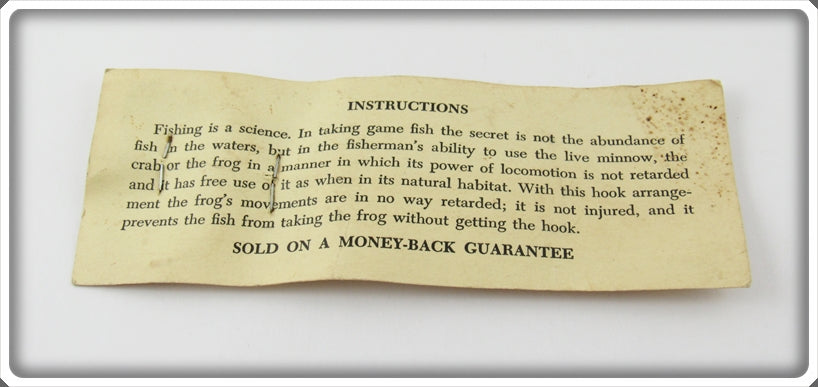 INSTRUCTIONS
Fishing is a science. In taking game fish the secret is not the abundance of
fish in the waters, but in the fisherman's ability to use the live minnow, the
crab or the frog in a manner in which its power of locomotion is not retarded
and it has free use of it as when in its natural habitat. With this hook arrange-
ment the frog's movements are in no way retarded; it is not injured, and it
prevents the fish from taking the frog without getting the hook.
SOLD ON A MONEY-BACK GUARANTEE